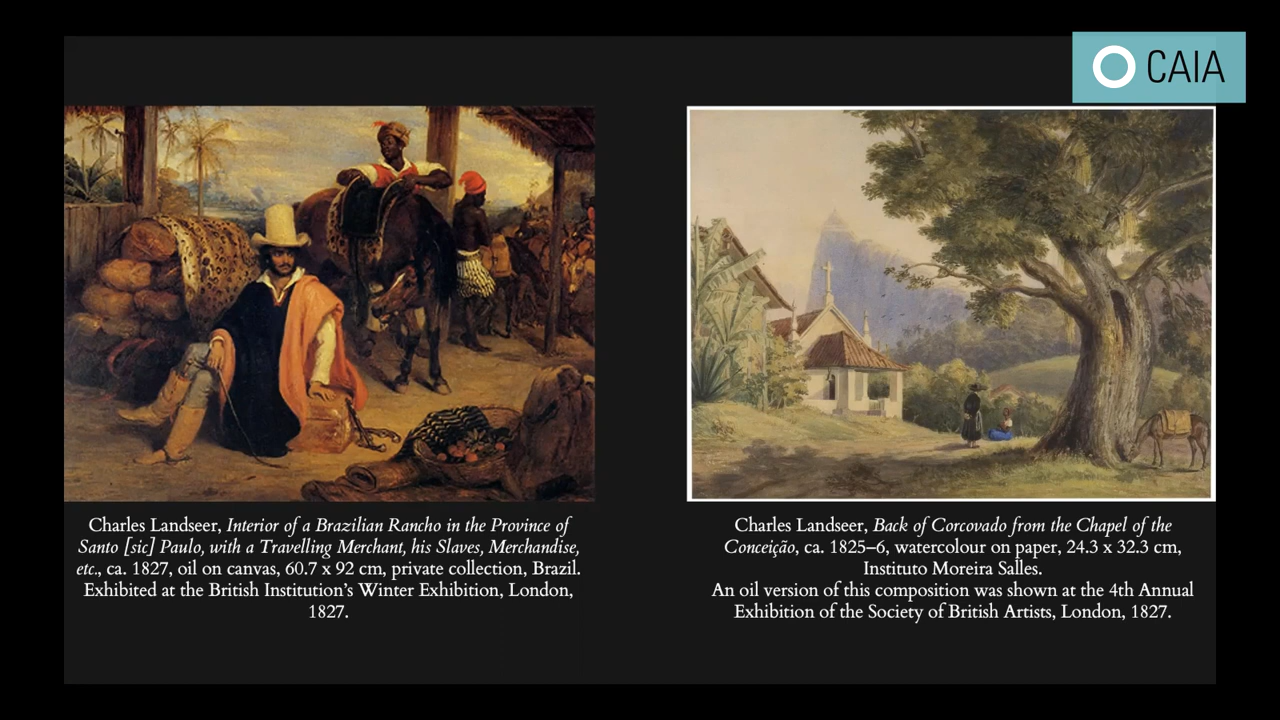 CAIA
Charles Landseer, Interior of a Brazilian Rancho in the Province of
Santo [sic] Paulo, with a Travelling Merchant, his Slaves, Merchandise,
etc., ca. 1827, oil on canvas, 60.7 x 92 cm, private collection, Brazil.
Exhibited at the British Institution's Winter Exhibition, London,
1827.
Charles Landseer, Back of Corcovado from the Chapel of the
Conceição, ca. 1825–6, watercolour on paper, 24.3 x 32.3 cm,
Instituto Moreira Salles.
An oil version of this composition was shown at the 4th Annual
Exhibition of the Society of British Artists, London, 1827.